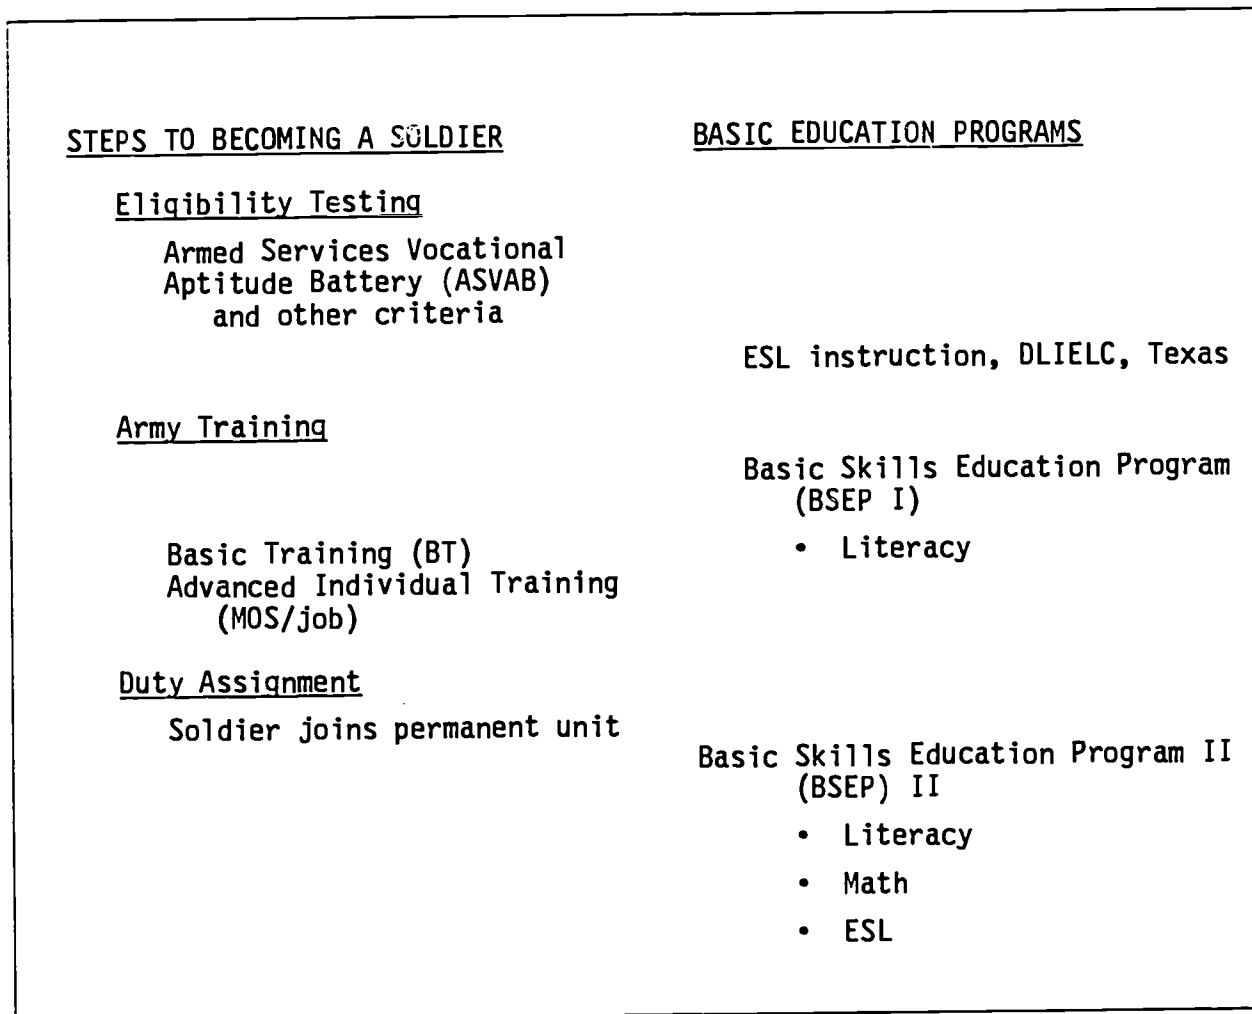 STEPS TO BECOMING A SOLDIER
Eligibility Testing
Armed Services Vocational
Aptitude Battery (ASVAB)
and other criteria
Army Training
Basic Training (BT)
Advanced Individual Training
(MOS/job)
Duty Assignment
Soldier joins permanent unit
BASIC EDUCATION PROGRAMS
ESL instruction, DLIELC, Texas
Basic Skills Education Program
(BSEP I)
• Literacy
Basic Skills Education Program II
(BSEP) II
• Literacy
• Math
• ESL